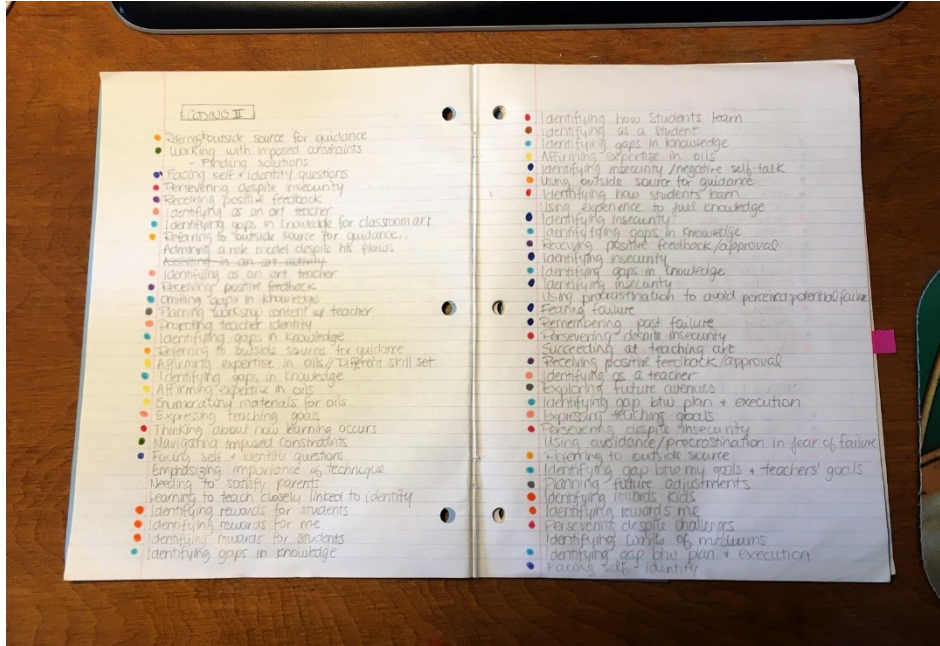 CODING II
Referring outside source for guidance
Working with imposed constraints
- Finding solutions
Facing self + identity questions
Persevering despite insecurity
Receiving positive feedback
Identifying as an art teacher
Identifying gaps in knowledge for classroom art
Referring to outside source for guidance..
Admiring a role model despite his flaws
Assisting in an art activity
Identifying as an art teacher
Receiving positive feedback
Omitting gaps in knowledge
Planning workshop content w/ teacher
Projecting teacher identity
Identifying gaps in knowledge
Referring to outside source for guidance
Affirming expertise in oils // Different skill set
Identifying gaps in knowledge
Affirming expertise in oils
Enumerating materials for oils
Expressing teaching goals
Thinking about how learning occurs
Navigating imposed constraints
Facing self + identity questions
Emphasizing importance of technique
Needing to satisfy parents
Learning to teach closely linked to identity
Identifying rewards for students
Identifying rewards for me
Identifying rewards for students
Identifying gaps in knowledge
Identifying how students learn
Identifying as a student
Identifying gaps in knowledge
Affirming expertise in oils
Identifying insecurity/negative self-talk
Using outside source for guidance
Identifying how students learn
Using experience to fuel knowledge
Identifying insecurity
Identifying gaps in knowledge
Receiving positive feedback/approval
Identifying insecurity
Identifying gaps in knowledge
Identifying insecurity
Using procrastination to avoid perceived potential failure
Fearing failure
Remembering past failure
Persevering despite insecurity
Succeeding at teaching art
Receiving positive feedback/approval
Identifying as a teacher
Exploring future avenues
Identifying gap btw plan + execution
Expressing teaching goals
Persevering despite insecurity
Using avoidance/procrastination in fear of failure
Referring to outside source
Identifying gap btw my goals + teachers' goals
Planning future adjustments
Identifying rewards kids
Identifying rewards me
Persevering despite challenges
Identifying limits of mediums
Identifying gap btw plan + execution
Facing self - identity